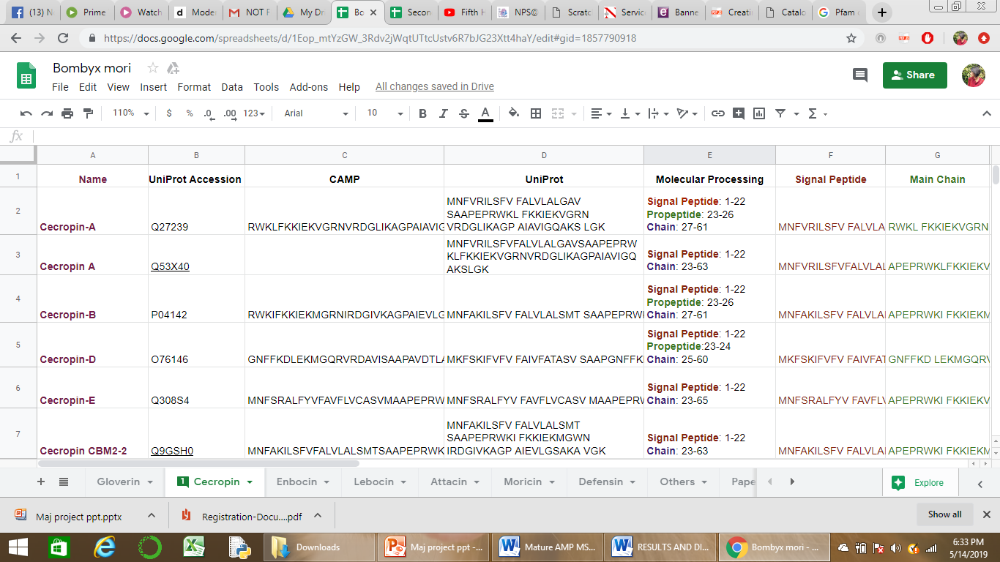 (13) N Prime Watch Moder NOT F My Dr Bo Secon Fifth H NPS@ Scratc Service Banne Creatin Catalo Pfam c
https://docs.google.com/spreadsheets/d/1Eop_mtYzGW_3Rdv2jWqtUTtcUstv6R7bJG23Xtt4haY/edit#gid=1857790918
Bombyx mori
Share
File Edit View Insert Format Data Tools Add-ons Help All changes saved in Drive
110% $ % .0 .00 123 Arial 10 B I S A
fx
A B C D E F G
1 Name UniProt Accession CAMP UniProt Molecular Processing Signal Peptide Main Chain
MNFVRILSFV FALVLALGAV Signal Peptide: 1-22
2 SAAPEPRWKL FKKIEKVGRN Propeptide: 23-26
Cecropin-A Q27239 RWKLFKKIEKVGRNVRDGLIKAGPAIAVIG VRDGLIKAGP AIAVIGQAKS LGK Chain: 27-61 MNFVRILSFV FALVLA RWKL FKKIEKVGRN
MNFVRILSFVFALVLALGAVSAAPEPRW
3 KLFKKIEKVGRNVRDGLIKAGPAIAVIGQ Signal Peptide: 1-22
Cecropin A Q53X40 AKSLGK Chain: 23-63 MNFVRILSFVFALVLAL APEPRWKLFKKIEKV
Signal Peptide: 1-22
4 Propeptide: 23-26
Cecropin-B P04142 RWKIFKKIEKMGRNIRDGIVKAGPAIEVLG MNFAKILSFV FALVLALSMT SAAPEPRW Chain: 27-61 MNFAKILSFV FALVLA APEPRWKI FKKIEKM
Signal Peptide: 1-22
5 Propeptide:23-24
Cecropin-D O76146 GNFFKDLEKMGQRVRDAVISAAPAVDTLA MKFSKIFVFV FAIVFATASV SAAPGNFFK Chain: 25-60 MKFSKIFVFV FAIVFAT GNFFKD LEKMGQRV
6 Signal Peptide: 1-22
Cecropin-E Q308S4 MNFSRALFYVFAVFLVCASVMAAPEPRW MNFSRALFYV FAVFLVCASV MAAPEPRW Chain: 23-65 MNFSRALFYV FAVFLV APEPRWKI FKKIEKV
MNFAKILSFV FALVLALSMT
7 SAAPEPRWKI FKKIEKMGWN Signal Peptide: 1-22
Cecropin CBM2-2 Q9GSH0 MNFAKILSFVFALVLALSMTSAAPEPRWK IRDGIVKAGP AIEVLGSAKA VGK Chain: 23-63 MNFAKILSFV FALVLA APEPRWKI FKKIEKM
+ Gloverin 1 Cecropin Enbocin Lebocin Attacin Moricin Defensin Others Pape Explore
Maj project ppt.pptx Registration-Docu....pdf Show all
Downloads Maj project ppt -... Mature AMP MS... RESULTS AND DI... Bombyx mori - ... 6:33 PM
5/14/2019